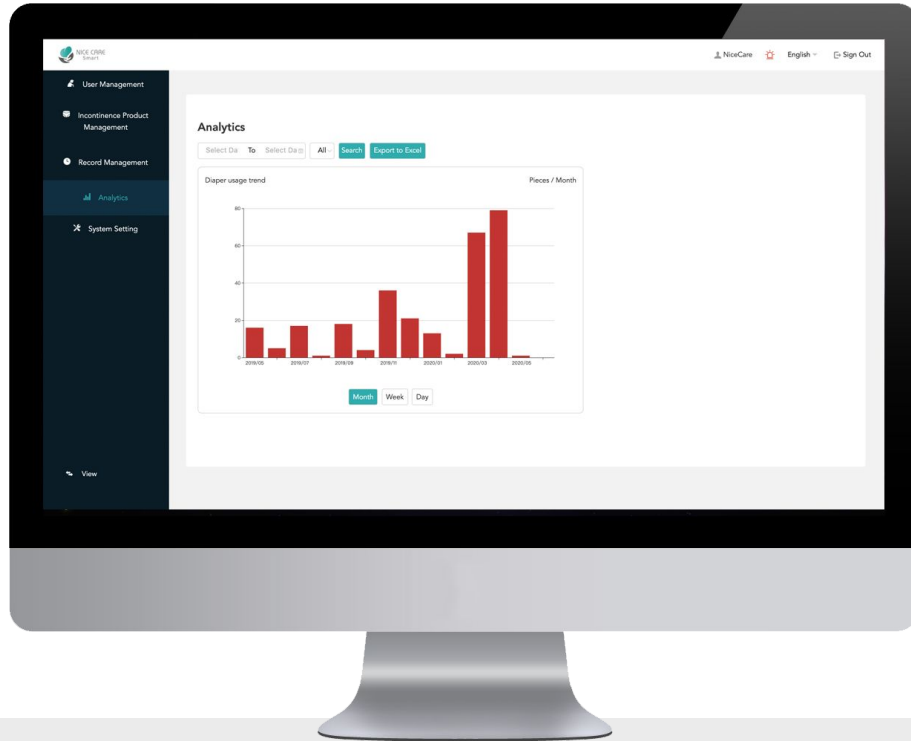 NICE CARE
Smart
NiceCare
English
Sign Out
User Management
Incontinence Product
Management
Record Management
Analytics
System Setting
View
Analytics
Select Da To Select Da All Search Export to Excel
Diaper usage trend Pieces / Month
80
60
40
20
0
2019/05 2019/07 2019/09 2019/11 2020/01 2020/03 2020/05
Month Week Day